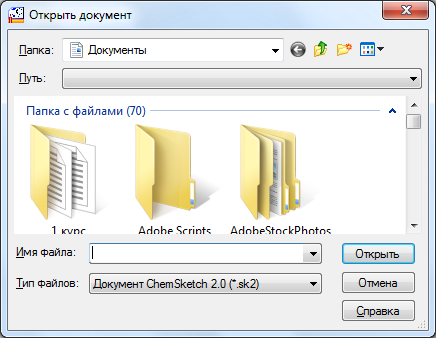 Открыть документ
Папка: Документы
Путь:
Папка с файлами (70)
1 курс Adobe Scripts AdobeStockPhotos
Имя файла: Открыть
Тип файлов: Документ ChemSketch 2.0 (*.sk2) Отмена
Справка